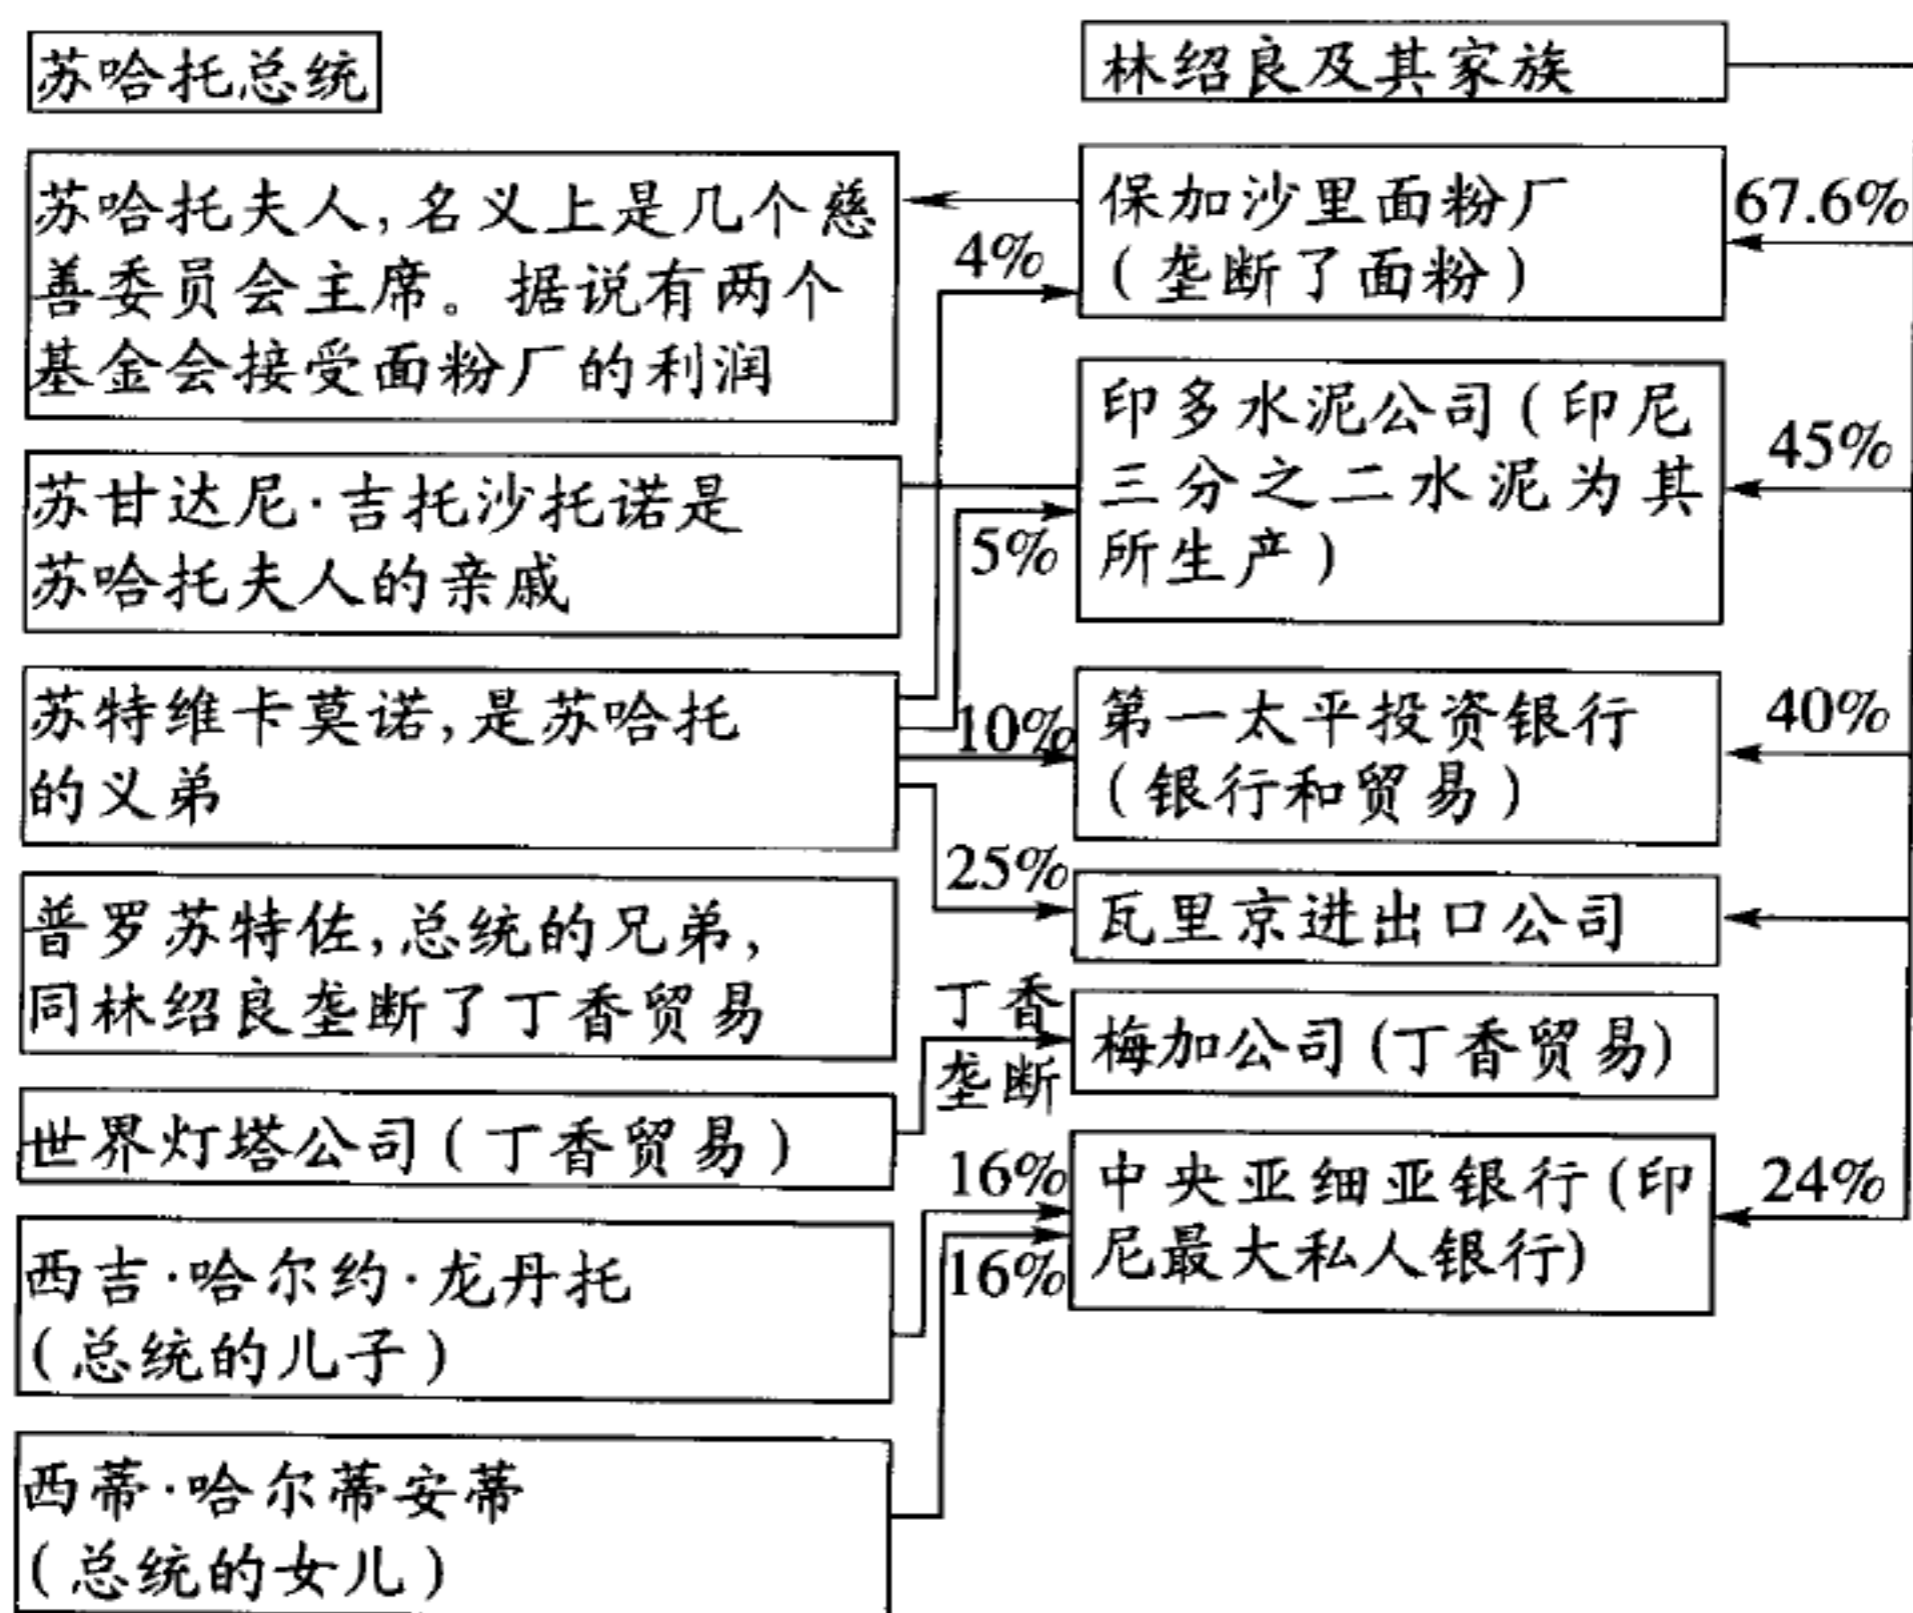 苏哈托总统
苏哈托夫人,名义上是几个慈
善委员会主席。据说有两个
基金会接受面粉厂的利润
苏甘达尼·吉托沙托诺是
苏哈托夫人的亲戚
苏特维卡莫诺,是苏哈托
的义弟
普罗苏特佐,总统的兄弟,
同林绍良垄断了丁香贸易
世界灯塔公司(丁香贸易)
西吉·哈尔约·龙丹托
(总统的儿子)
西蒂·哈尔蒂安蒂
(总统的女儿)
4%
5%
10%
25%
丁香
垄断
16%
16%
林绍良及其家族
保加沙里面粉厂
(垄断了面粉)
印多水泥公司(印尼
三分之二水泥为其
所生产)
第一太平投资银行
(银行和贸易)
瓦里京进出口公司
梅加公司(丁香贸易)
中央亚细亚银行(印
尼最大私人银行)
67.6%
45%
40%
24%